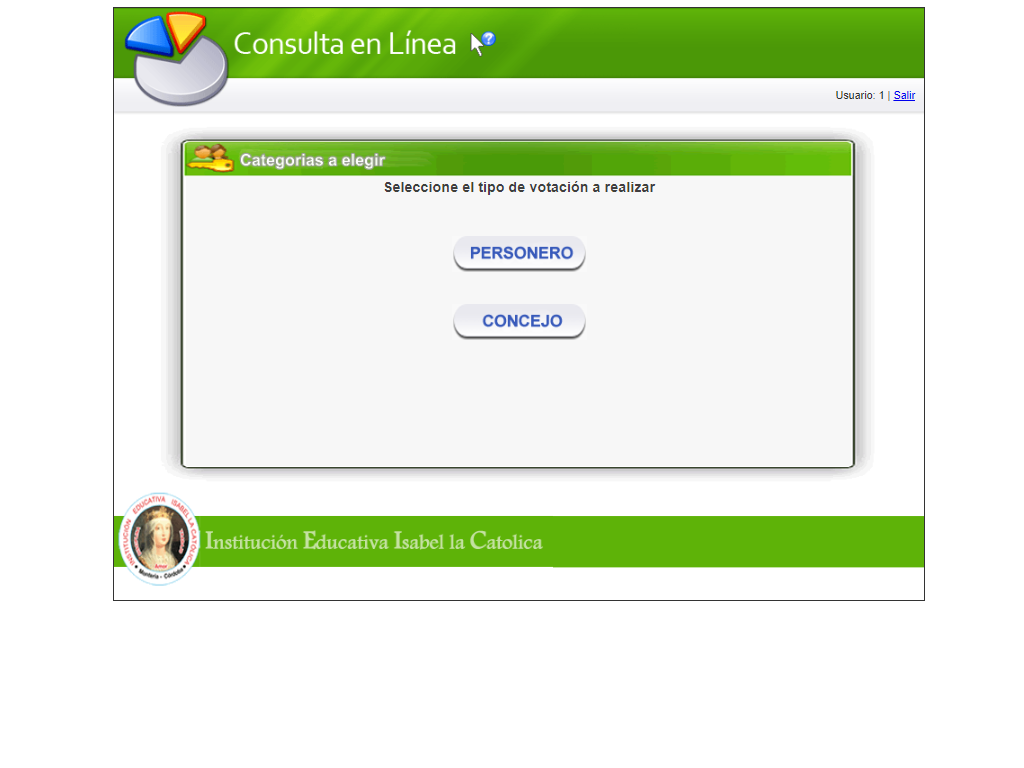 Consulta en Línea
Usuario: 1 | Salir
Categorias a elegir
Seleccione el tipo de votación a realizar
PERSONERO
CONCEJO
INSTITUCIÓN EDUCATIVA ISABEL LA CATOLICA
Amor
Montería - Córdoba
Institución Educativa Isabel la Catolica